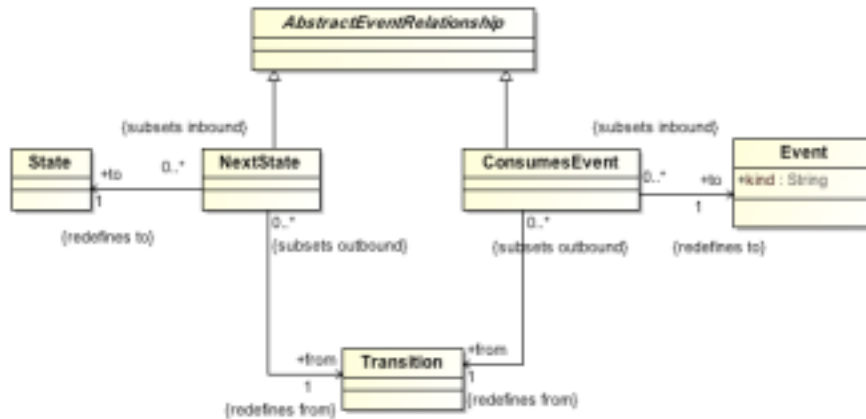 AbstractEventRelationship
{subsets inbound}
{subsets inbound}
State
+to
0..*
NextState
ConsumesEvent
0..*
+to
Event
+kind : String
1
1
{redefines to}
0..*
{subsets outbound}
0..*
{subsets outbound}
{redefines to}
+from
1
{redefines from}
Transition
+from
1
{redefines from}